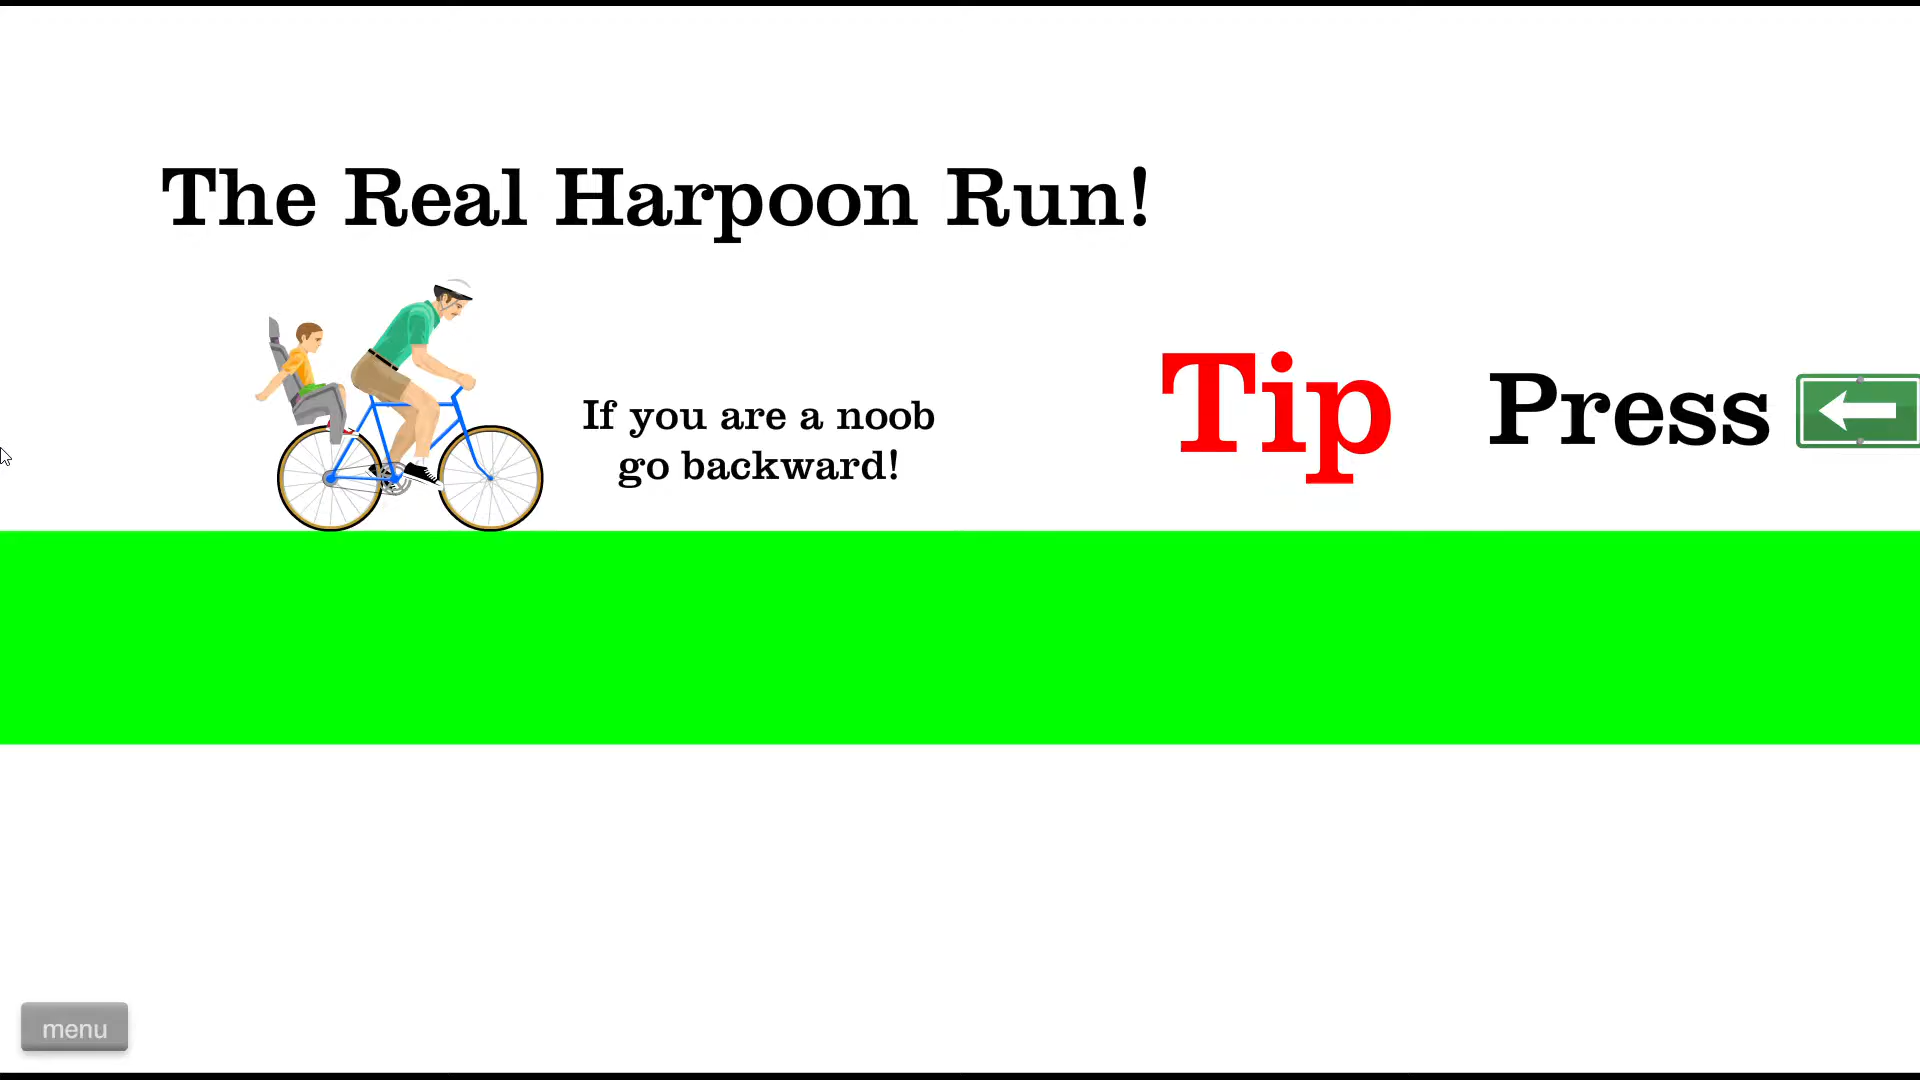 The Real Harpoon Run!
If you are a noob
go backward!
Tip
Press
menu